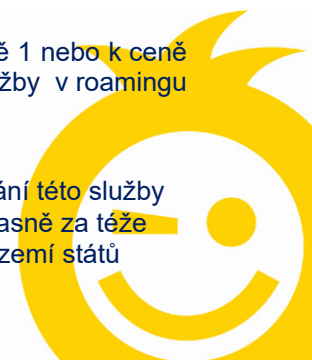 ě 1 nebo k ceně
žby v roamingu
ání této služby
asně za téže
zemí států